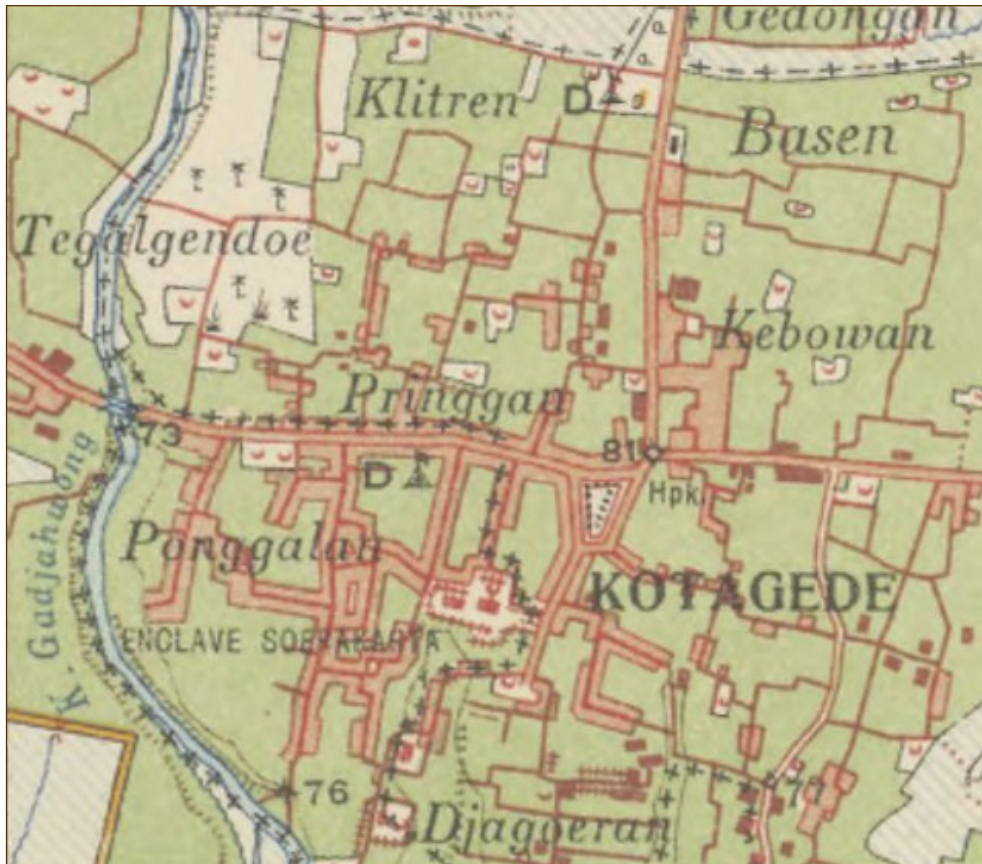 Gedongan
Klitren
D
Basen
Tegalgendoe
Kebowan
Pringgan
73
81
D
Hpk.
K. Gadjahwong
Ponggalan
KOTAGEDE
ENCLAVE SOERAKARTA
76
77
Djagoeran